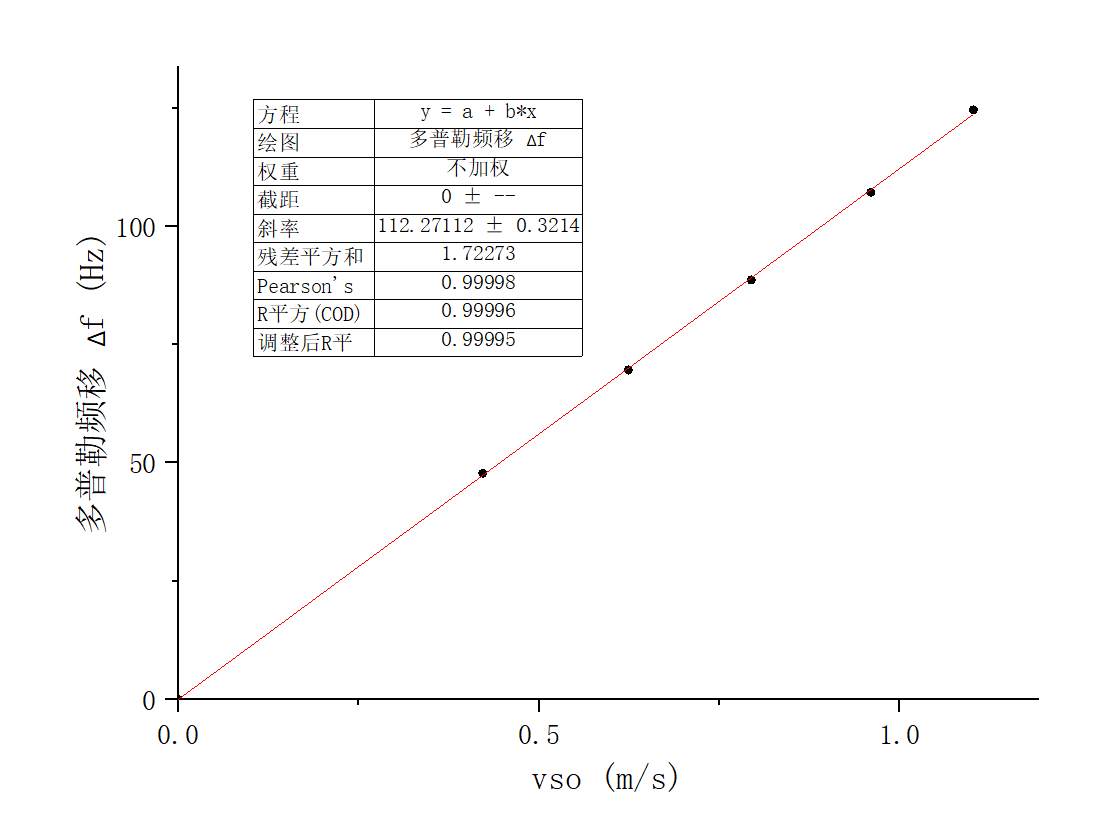 方程 y = a + b*x
绘图 多普勒频移 Δf
权重 不加权
截距 0 ± --
斜率 112.27112 ± 0.3214
残差平方和 1.72273
Pearson's 0.99998
R平方(COD) 0.99996
调整后R平 0.99995
多普勒频移 Δf (Hz)
100
50
0
0.0 0.5 1.0
vso (m/s)